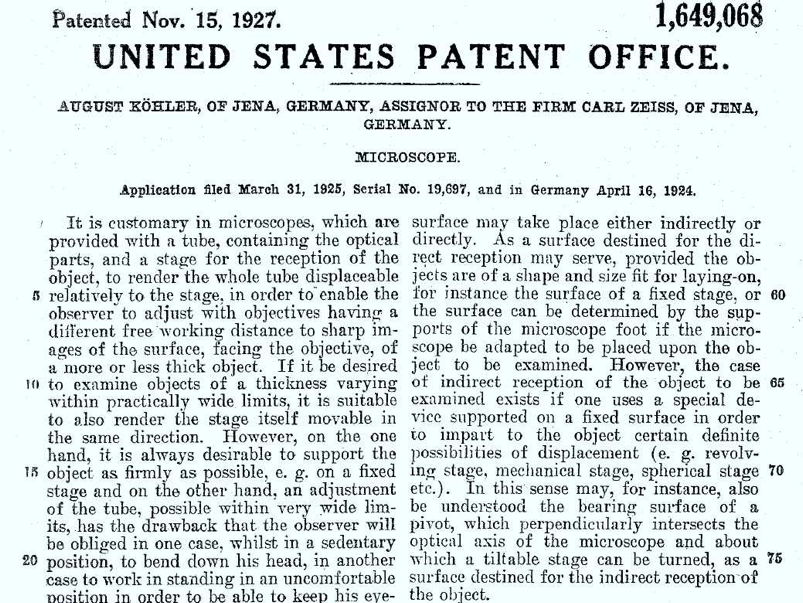 Patented Nov. 15, 1927.
1,649,068
UNITED STATES PATENT OFFICE.
AUGUST KÖHLER, OF JENA, GERMANY, ASSIGNOR TO THE FIRM CARL ZEISS, OF JENA,
GERMANY.
MICROSCOPE.
Application filed March 31, 1925, Serial No. 19,697, and in Germany April 16, 1924.
It is customary in microscopes, which are
provided with a tube, containing the optical
parts, and a stage for the reception of the
object, to render the whole tube displaceable
5 relatively to the stage, in order to enable the
observer to adjust with objectives having a
different free working distance to sharp im-
ages of the surface, facing the objective, of
a more or less thick object. If it be desired
10 to examine objects of a thickness varying
within practically wide limits, it is suitable
to also render the stage itself movable in
the same direction. However, on the one
hand, it is always desirable to support the
15 object as firmly as possible, e. g. on a fixed
stage and on the other hand, an adjustment
of the tube, possible within very wide lim-
its, has the drawback that the observer will
be obliged in one case, whilst in a sedentary
20 position, to bend down his head, in another
case to work in standing in an uncomfortable
position in order to be able to keep his eye-
surface may take place either indirectly or
directly. As a surface destined for the di-
rect reception may serve, provided the ob-
jects are of a shape and size fit for laying-on,
for instance the surface of a fixed stage, or 60
the surface can be determined by the sup-
ports of the microscope foot if the micro-
scope be adapted to be placed upon the ob-
ject to be examined. However, the case
of indirect reception of the object to be 65
examined exists if one uses a special de-
vice supported on a fixed surface in order
to impart to the object certain definite
possibilities of displacement (e. g. revolv-
ing stage, mechanical stage, spherical stage 70
etc.). In this sense may, for instance, also
be understood the bearing surface of a
pivot, which perpendicularly intersects the
optical axis of the microscope and about
which a tiltable stage can be turned, as a 75
surface destined for the indirect reception of
the object.